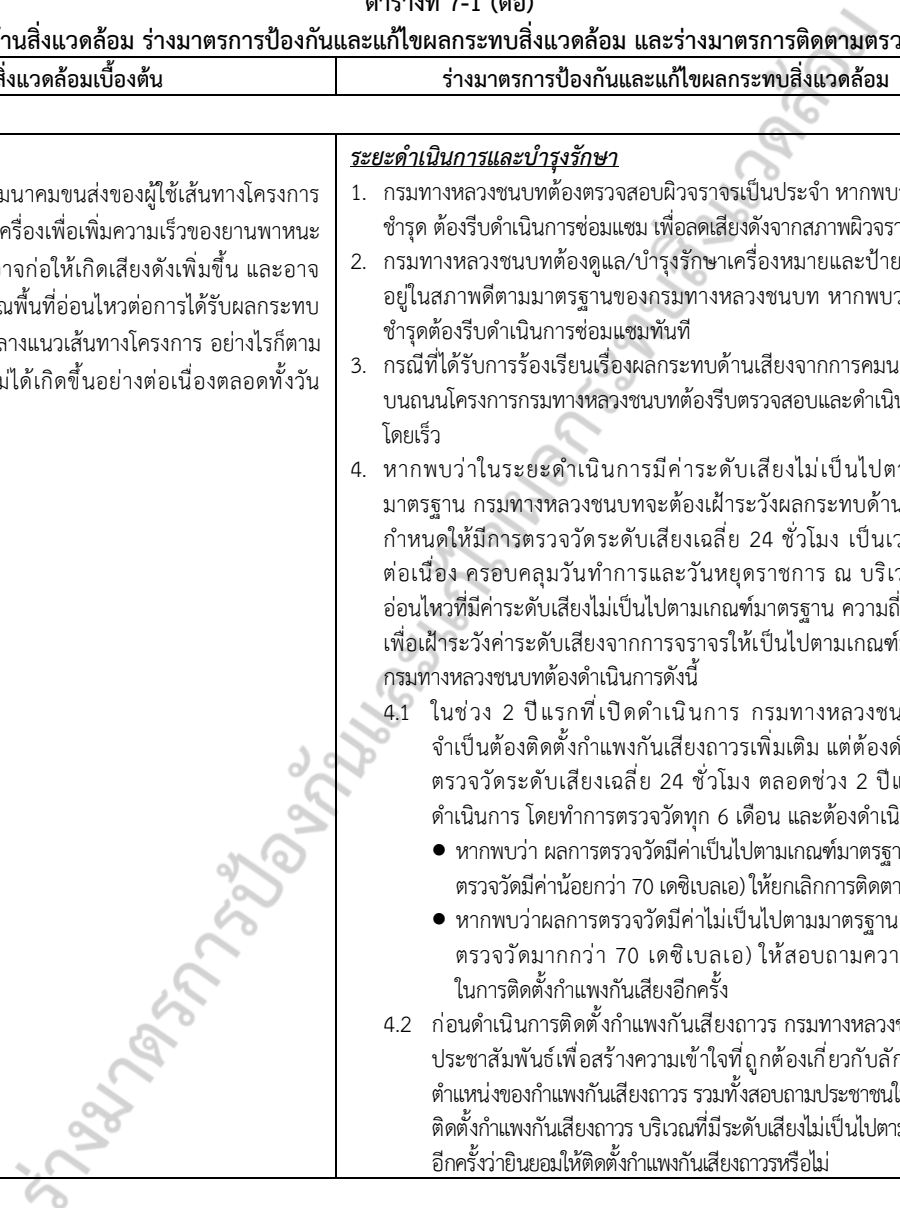 ตารางที่ 7-1 (ต่อ)
านสิ่งแวดล้อม ร่างมาตรการป้องกันและแก้ไขผลกระทบสิ่งแวดล้อม และร่างมาตรการติดตามตรว
สิ่งแวดล้อมเบื้องต้น
ร่างมาตรการป้องกันและแก้ไขผลกระทบสิ่งแวดล้อม
มนาคมขนส่งของผู้ใช้เส้นทางโครงการ
ครื่องเพื่อเพิ่มความเร็วของยานพาหนะ
าจก่อให้เกิดเสียงดังเพิ่มขึ้น และอาจ
ณพื้นที่อ่อนไหวต่อการได้รับผลกระทบ
ลางแนวเส้นทางโครงการ อย่างไรก็ตาม
ม่ได้เกิดขึ้นอย่างต่อเนื่องตลอดทั้งวัน
ระยะดำเนินการและบำรุงรักษา
1. กรมทางหลวงชนบทต้องตรวจสอบผิวจราจรเป็นประจำ หากพบ
ชำรุด ต้องรีบดำเนินการซ่อมแซม เพื่อลดเสียงดังจากสภาพผิวจรา
2. กรมทางหลวงชนบทต้องดูแล/บำรุงรักษาเครื่องหมายและป้าย
อยู่ในสภาพดีตามมาตรฐานของกรมทางหลวงชนบท หากพบว
ชำรุดต้องรีบดำเนินการซ่อมแซมทันที
3. กรณีที่ได้รับการร้องเรียนเรื่องผลกระทบด้านเสียงจากการคมน
บนถนนโครงการกรมทางหลวงชนบทต้องรีบตรวจสอบและดำเนิน
โดยเร็ว
4. หากพบว่าในระยะดำเนินการมีค่าระดับเสียงไม่เป็นไปตา
มาตรฐาน กรมทางหลวงชนบทจะต้องเฝ้าระวังผลกระทบด้าน
กำหนดให้มีการตรวจวัดระดับเสียงเฉลี่ย 24 ชั่วโมง เป็นเว
ต่อเนื่อง ครอบคลุมวันทำการและวันหยุดราชการ ณ บริเว
อ่อนไหวที่มีค่าระดับเสียงไม่เป็นไปตามเกณฑ์มาตรฐาน ความถี่
เพื่อเฝ้าระวังค่าระดับเสียงจากการจราจรให้เป็นไปตามเกณฑ์
กรมทางหลวงชนบทต้องดำเนินการดังนี้
4.1 ในช่วง 2 ปีแรกที่เปิดดำเนินการ กรมทางหลวงชน
จำเป็นต้องติดตั้งกำแพงกันเสียงถาวรเพิ่มเติม แต่ต้องดำ
ตรวจวัดระดับเสียงเฉลี่ย 24 ชั่วโมง ตลอดช่วง 2 ปีแ
ดำเนินการ โดยทำการตรวจวัดทุก 6 เดือน และต้องดำเนิ
● หากพบว่า ผลการตรวจวัดมีค่าเป็นไปตามเกณฑ์มาตรฐา
ตรวจวัดมีค่าน้อยกว่า 70 เดซิเบลเอ) ให้ยกเลิกการติดตา
● หากพบว่าผลการตรวจวัดมีค่าไม่เป็นไปตามมาตรฐาน
ตรวจวัดมากกว่า 70 เดซิเบลเอ) ให้สอบถามควา
ในการติดตั้งกำแพงกันเสียงอีกครั้ง
4.2 ก่อนดำเนินการติดตั้งกำแพงกันเสียงถาวร กรมทางหลวงช
ประชาสัมพันธ์เพื่อสร้างความเข้าใจที่ถูกต้องเกี่ยวกับลัก
ตำแหน่งของกำแพงกันเสียงถาวร รวมทั้งสอบถามประชาชนใ
ติดตั้งกำแพงกันเสียงถาวร บริเวณที่มีระดับเสียงไม่เป็นไปตา
อีกครั้งว่ายินยอมให้ติดตั้งกำแพงกันเสียงถาวรหรือไม่
ร่างมาตรการป้องกันและแก้ไขผลกระทบสิ่งแวดล้อม